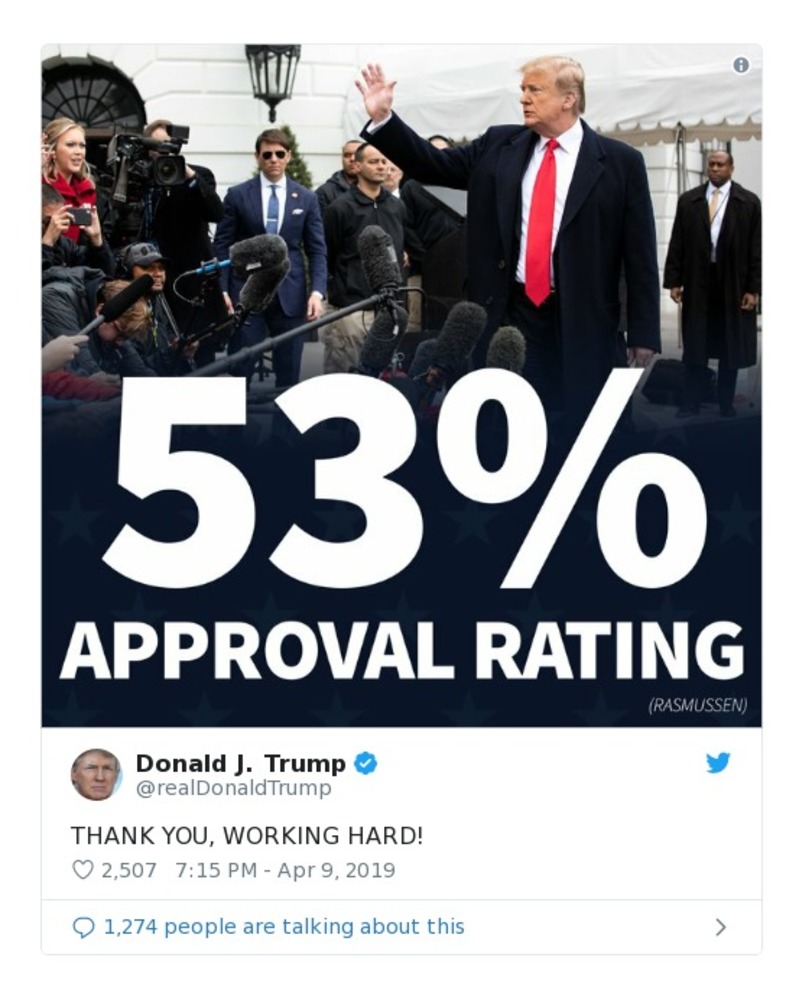 53%
APPROVAL RATING
(RASMUSSEN)
Donald J. Trump
@realDonaldTrump
THANK YOU, WORKING HARD!
2,507 7:15 PM - Apr 9, 2019
1,274 people are talking about this